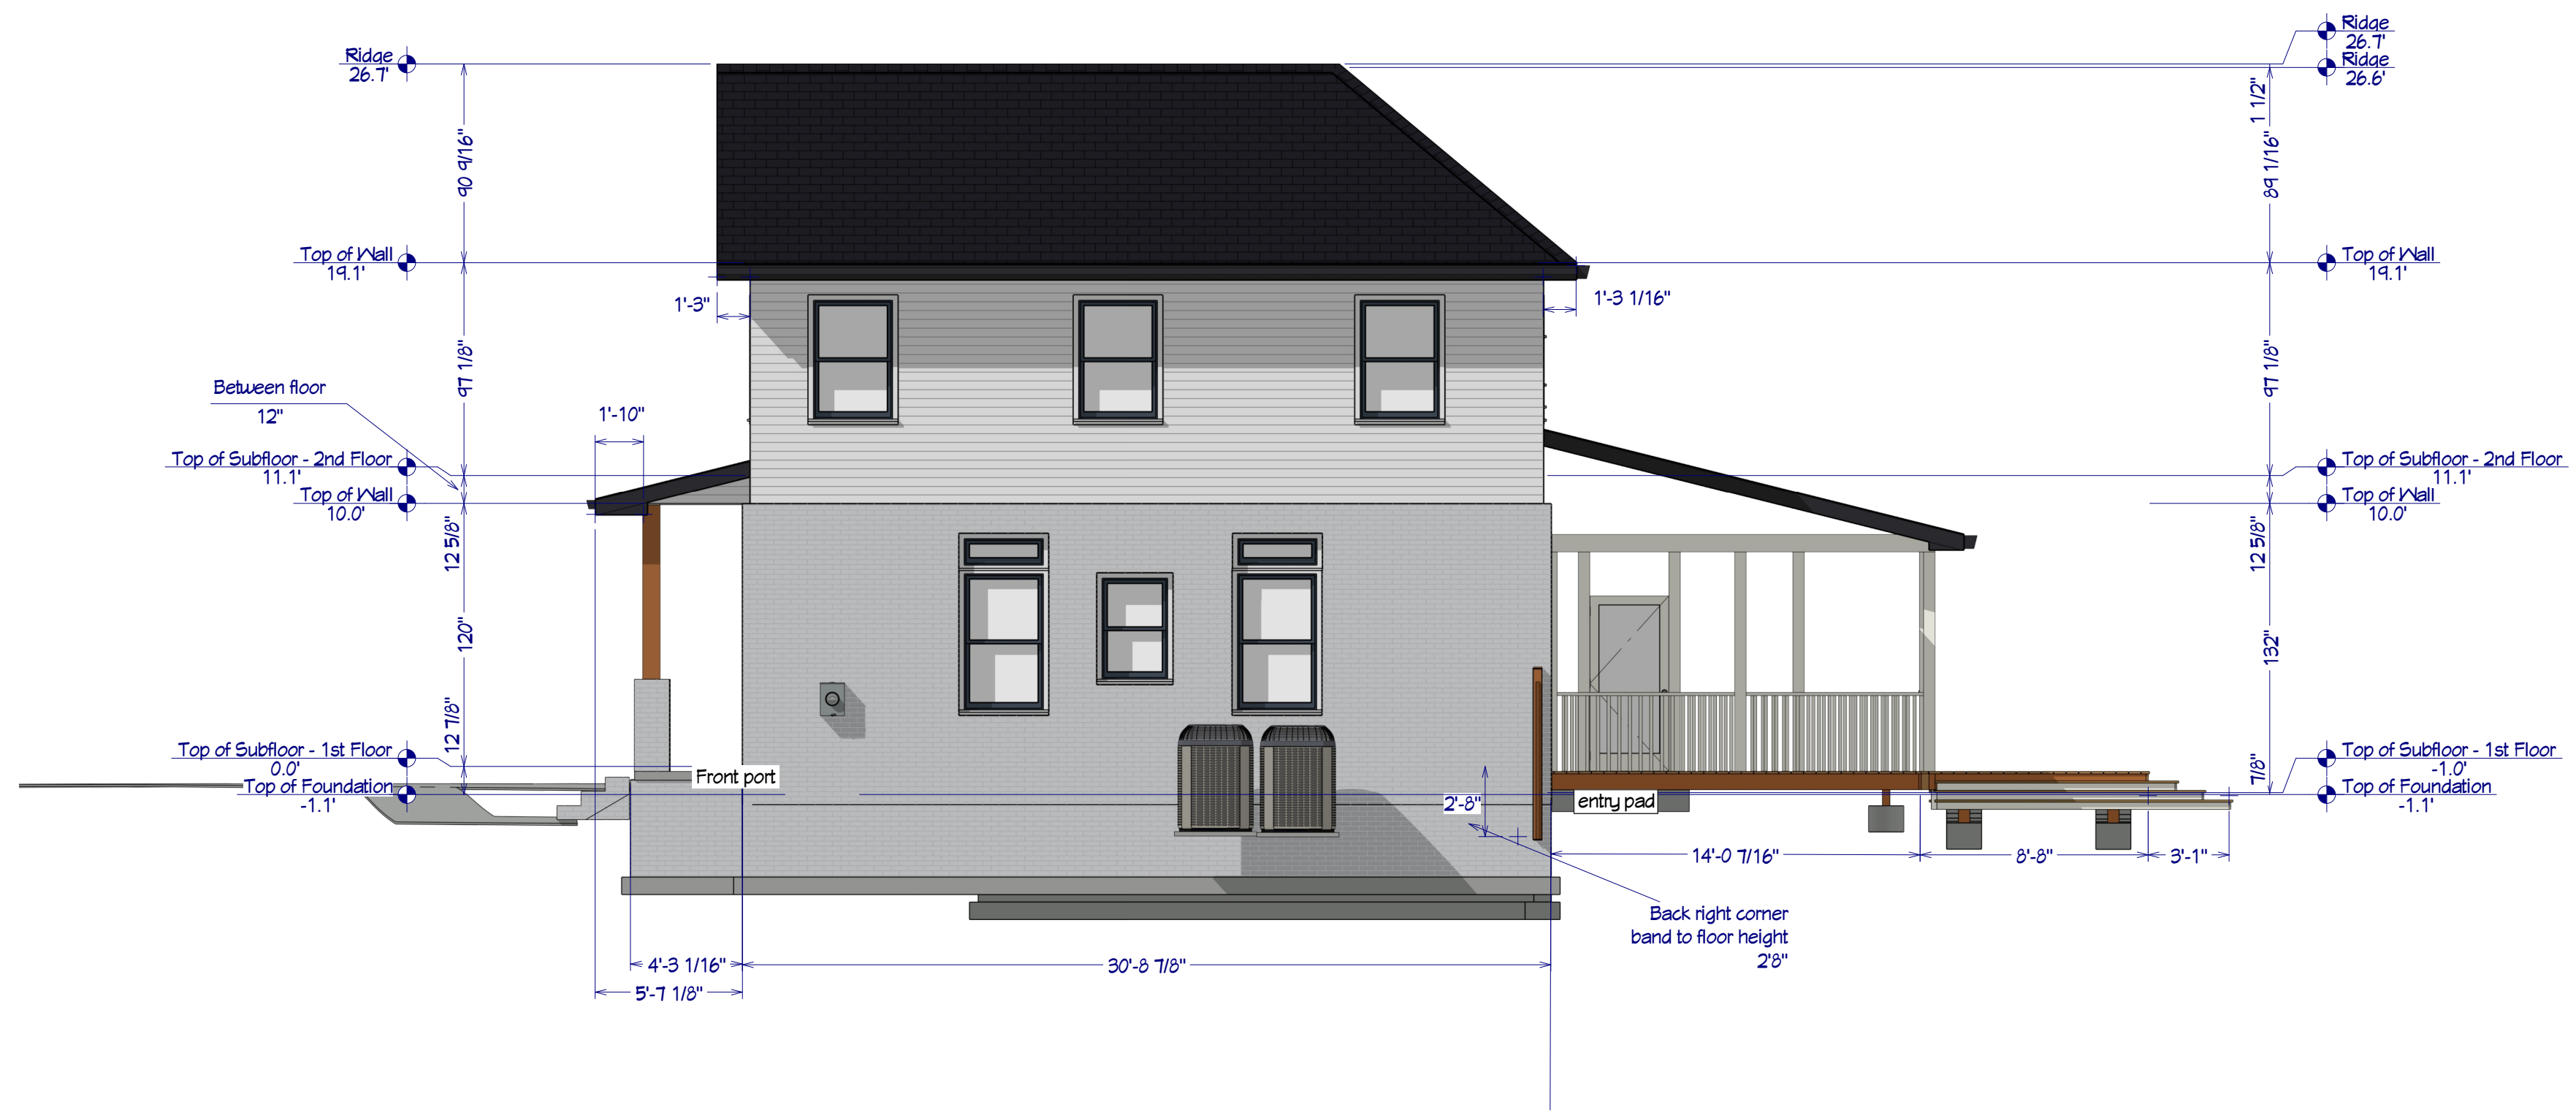 Ridge
26.7'
Ridge
26.7'
Ridge
26.6'
1 1/2"
90 9/16"
89 1/16"
Top of Wall
19.1'
Top of Wall
19.1'
1'-3"
1'-3 1/16"
97 1/8"
97 1/8"
Between floor
12"
1'-10"
Top of Subfloor - 2nd Floor
11.1'
Top of Subfloor - 2nd Floor
11.1'
Top of Wall
10.0'
Top of Wall
10.0'
12 5/8"
12 5/8"
120"
132"
12 7/8"
7/8"
Top of Subfloor - 1st Floor
0.0'
Top of Subfloor - 1st Floor
-1.0'
Front port
Top of Foundation
-1.1'
Top of Foundation
-1.1'
2'-8"
entry pad
14'-0 7/16"
8'-8"
3'-1"
Back right corner
band to floor height
2'8"
4'-3 1/16"
30'-8 7/8"
5'-7 1/8"